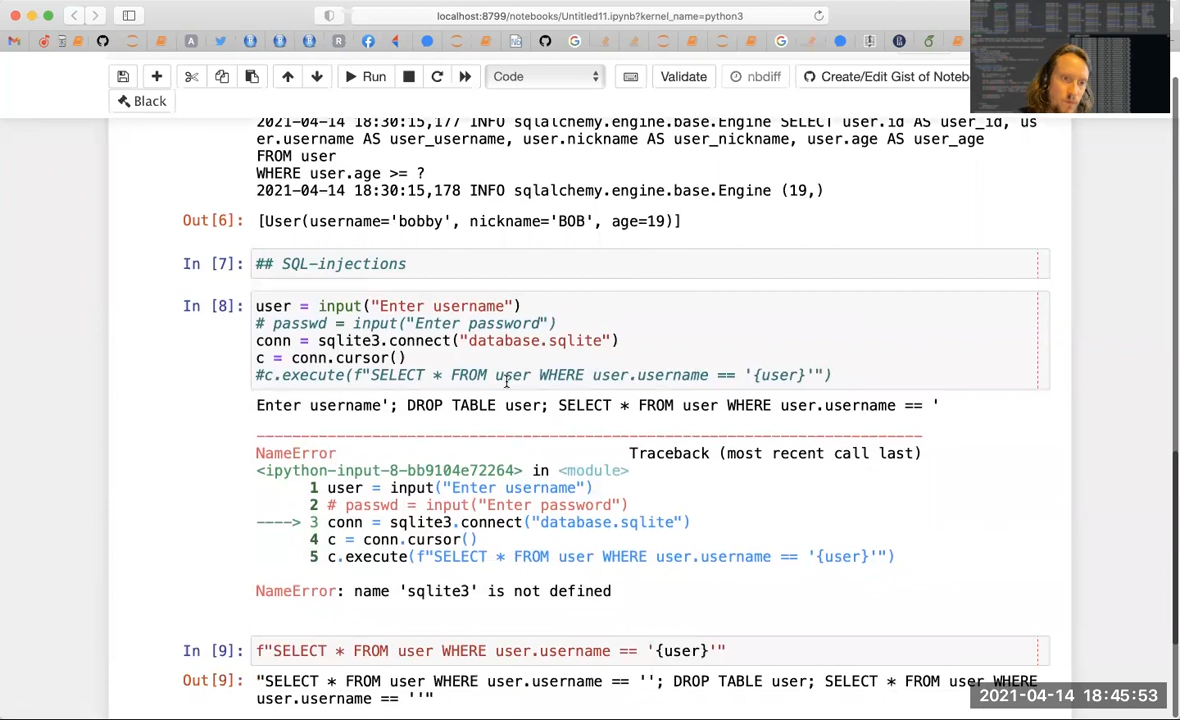 localhost:8799/notebooks/Untitled11.ipynb?kernel_name=python3
Run
Code
Validate
nbdiff
Create/Edit Gist of Noteb
Black
2021-04-14 18:30:15,177 INFO sqlalchemy.engine.base.Engine SELECT user.id AS user_id, us
er.username AS user_username, user.nickname AS user_nickname, user.age AS user_age
FROM user
WHERE user.age >= ?
2021-04-14 18:30:15,178 INFO sqlalchemy.engine.base.Engine (19,)
Out[6]: [User(username='bobby', nickname='BOB', age=19)]
In [7]: ## SQL-injections
In [8]: user = input("Enter username")
# passwd = input("Enter password")
conn = sqlite3.connect("database.sqlite")
c = conn.cursor()
#c.execute(f"SELECT * FROM user WHERE user.username == '{user}'")
Enter username'; DROP TABLE user; SELECT * FROM user WHERE user.username == '
---------------------------------------------------------------------------
NameError Traceback (most recent call last)
<ipython-input-8-bb9104e72264> in <module>
1 user = input("Enter username")
2 # passwd = input("Enter password")
----> 3 conn = sqlite3.connect("database.sqlite")
4 c = conn.cursor()
5 c.execute(f"SELECT * FROM user WHERE user.username == '{user}'")
NameError: name 'sqlite3' is not defined
In [9]: f"SELECT * FROM user WHERE user.username == '{user}'"
Out[9]: "SELECT * FROM user WHERE user.username == ''; DROP TABLE user; SELECT * FROM user WHERE
user.username == ''"
2021-04-14 18:45:53